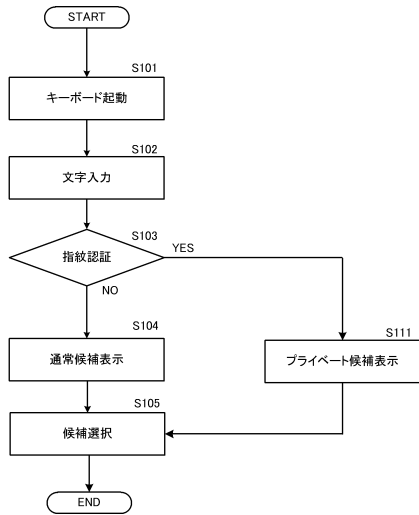 START
S101
キーボード起動
S102
文字入力
S103
指紋認証
YES
NO
S104
通常候補表示
S111
プライベート候補表示
S105
候補選択
END